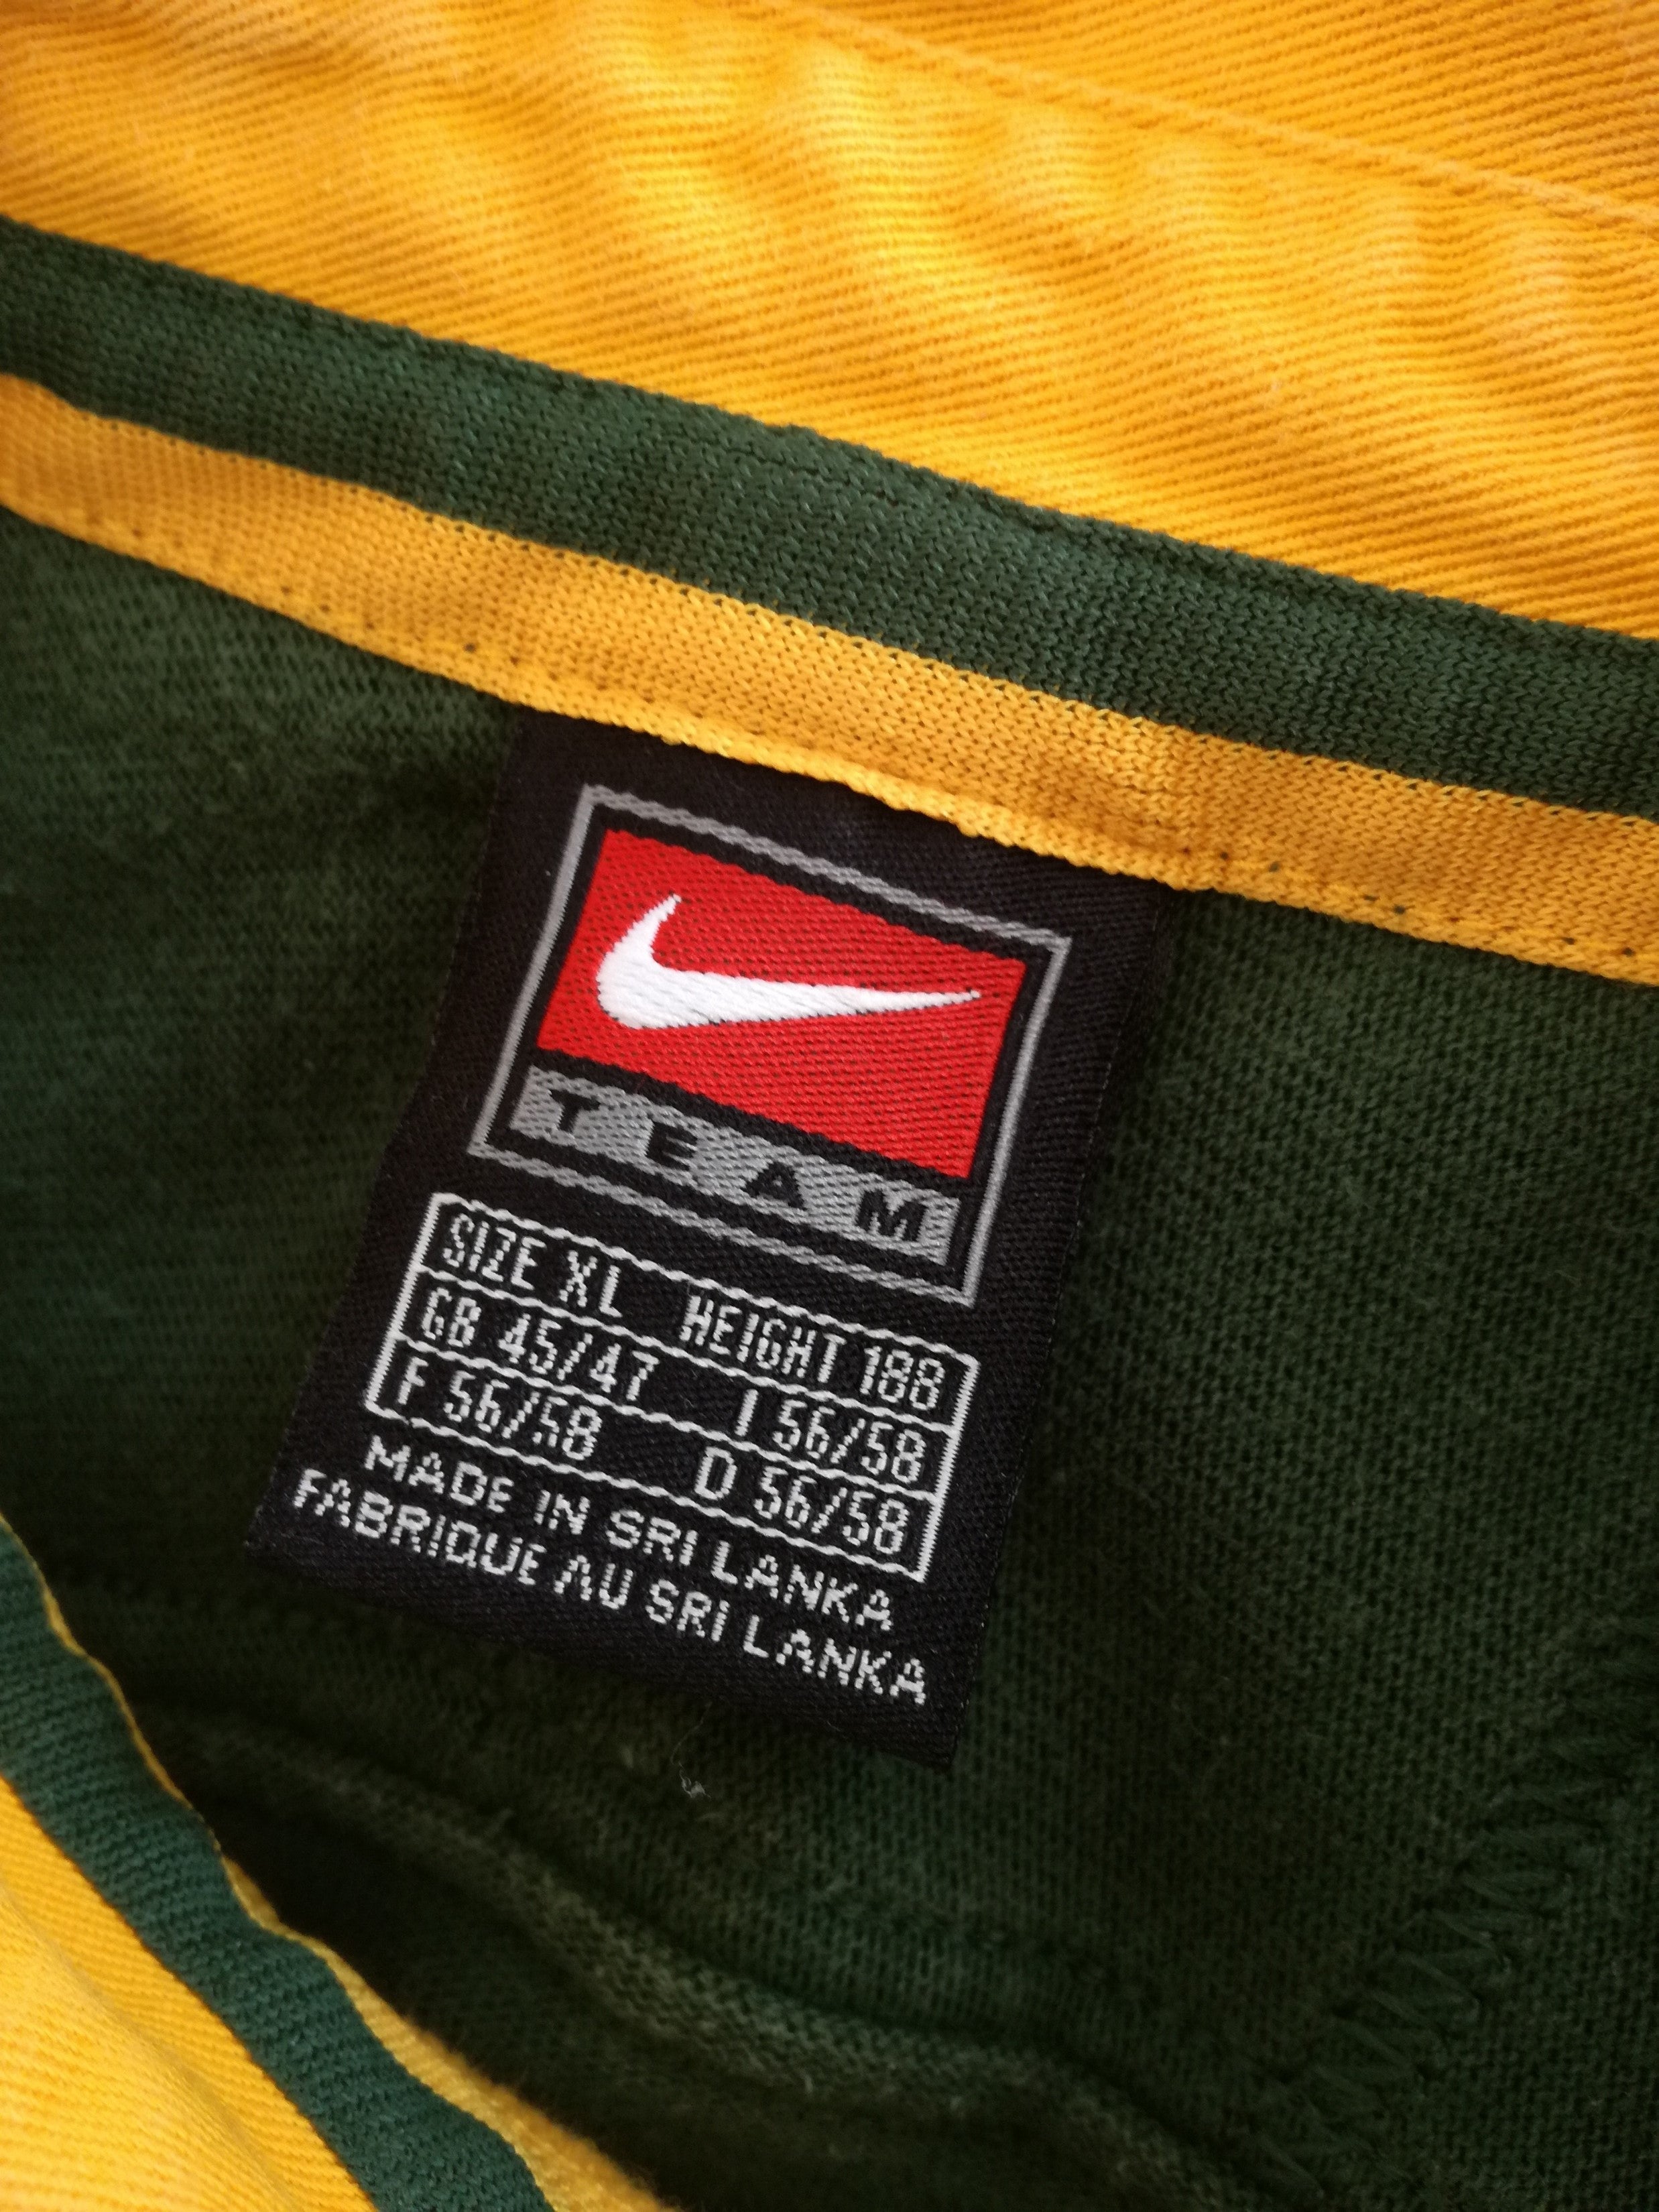 TEAM
SIZE XL HEIGHT 188
GB 45/47 I 56/58
F 56/58 D 56/58
MADE IN SRI LANKA
FABRIQUE AU SRI LANKA